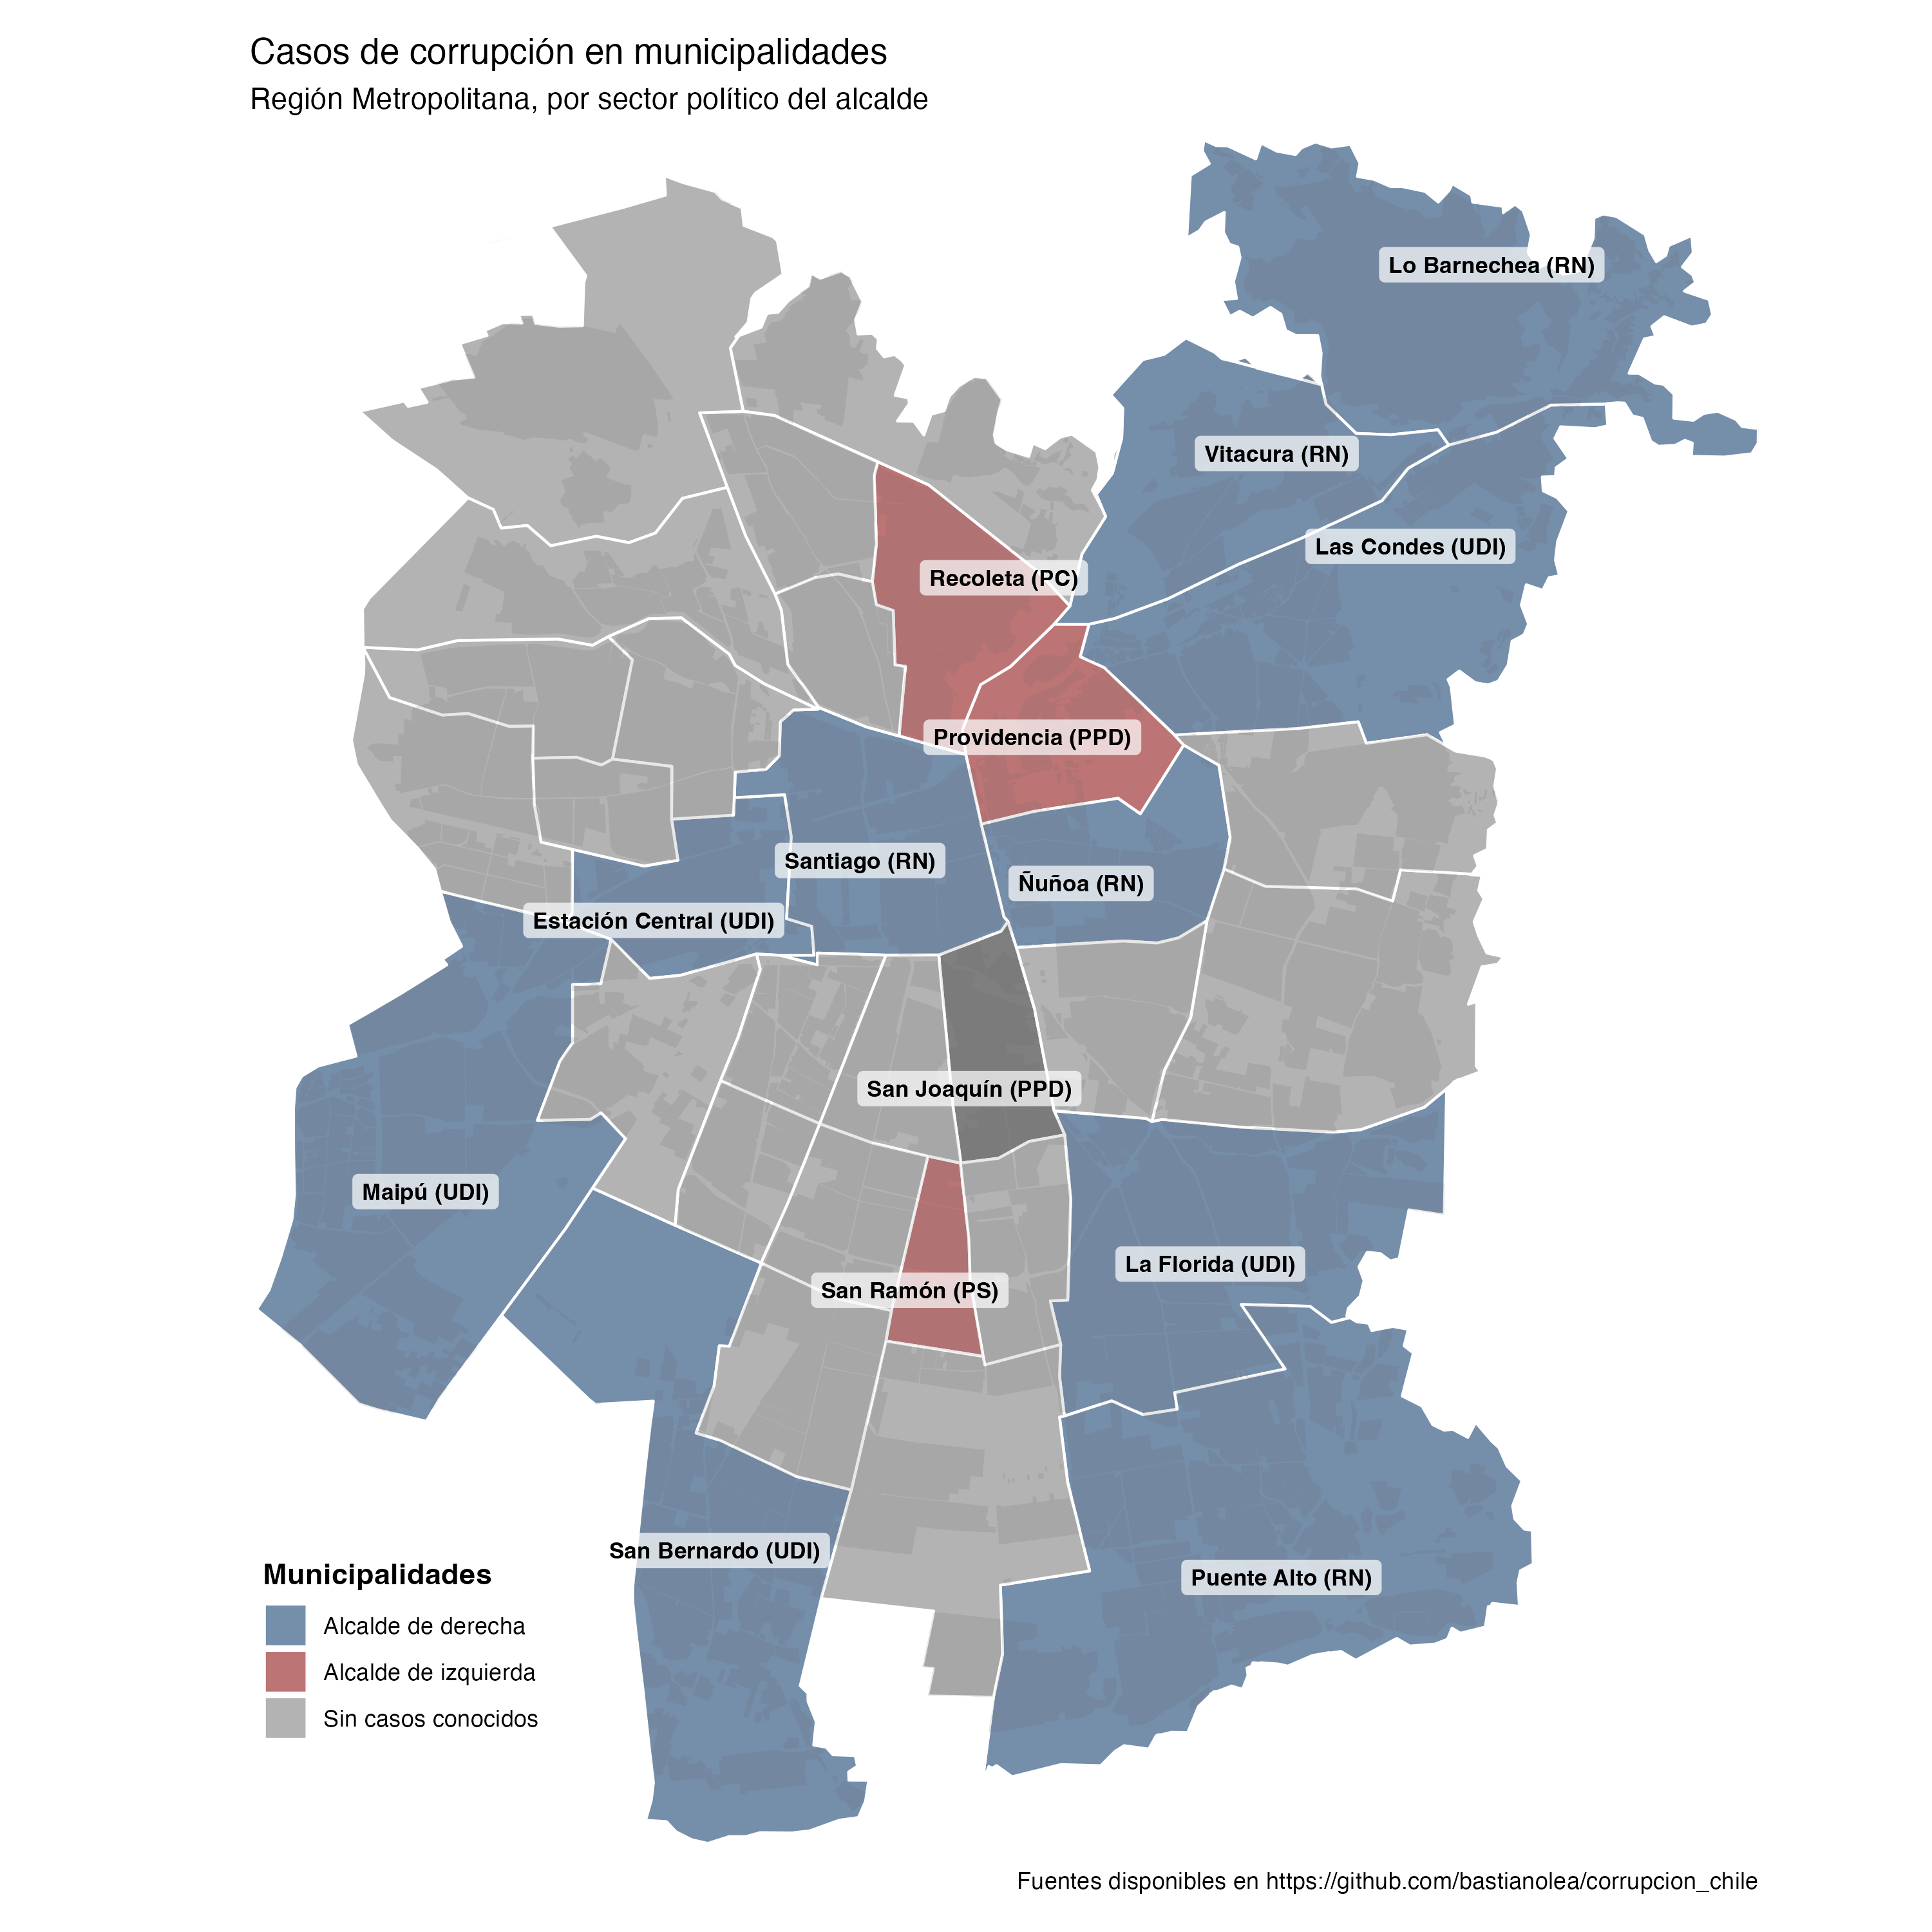 Casos de corrupción en municipalidades
Región Metropolitana, por sector político del alcalde
Lo Barnechea (RN)
Vitacura (RN)
Las Condes (UDI)
Recoleta (PC)
Providencia (PPD)
Santiago (RN)
Ñuñoa (RN)
Estación Central (UDI)
San Joaquín (PPD)
Maipú (UDI)
La Florida (UDI)
San Ramón (PS)
San Bernardo (UDI)
Puente Alto (RN)
Municipalidades
Alcalde de derecha
Alcalde de izquierda
Sin casos conocidos
Fuentes disponibles en https://github.com/bastianolea/corrupcion_chile